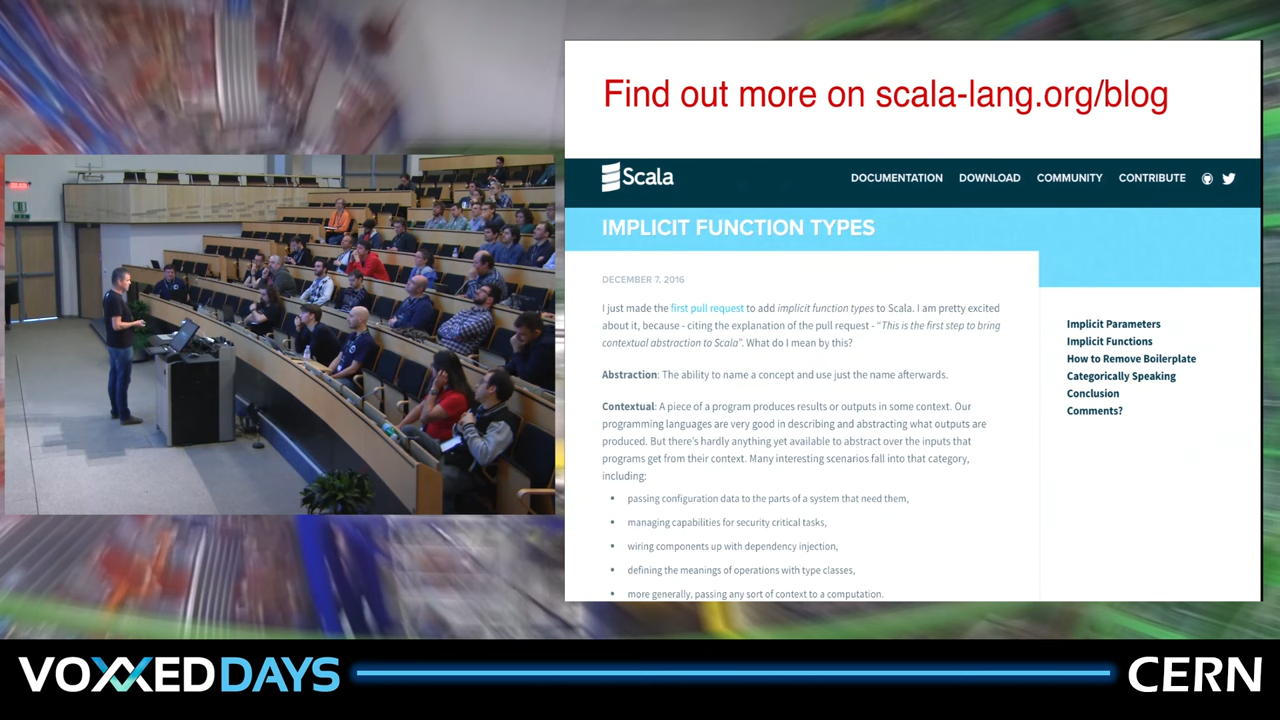 Find out more on scala-lang.org/blog
Scala
DOCUMENTATION DOWNLOAD COMMUNITY CONTRIBUTE
IMPLICIT FUNCTION TYPES
DECEMBER 7, 2016
I just made the first pull request to add implicit function types to Scala. I am pretty excited
about it, because - citing the explanation of the pull request - “This is the first step to bring
contextual abstraction to Scala”. What do I mean by this?
Abstraction: The ability to name a concept and use just the name afterwards.
Contextual: A piece of a program produces results or outputs in some context. Our
programming languages are very good in describing and abstracting what outputs are
produced. But there’s hardly anything yet available to abstract over the inputs that
programs get from their context. Many interesting scenarios fall into that category,
including:
• passing configuration data to the parts of a system that need them,
• managing capabilities for security critical tasks,
• wiring components up with dependency injection,
• defining the meanings of operations with type classes,
• more generally, passing any sort of context to a computation.
Implicit Parameters
Implicit Functions
How to Remove Boilerplate
Categorically Speaking
Conclusion
Comments?
VOXXED DAYS
CERN